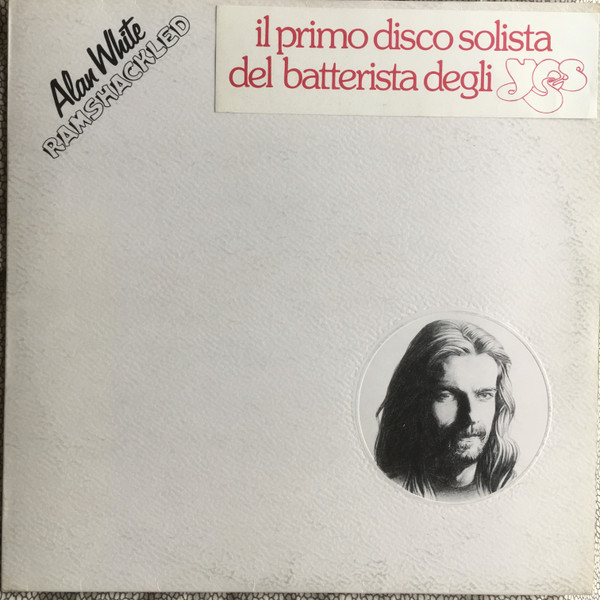 Alan White
RAMSHACKLED
il primo disco solista
del batterista degli yes